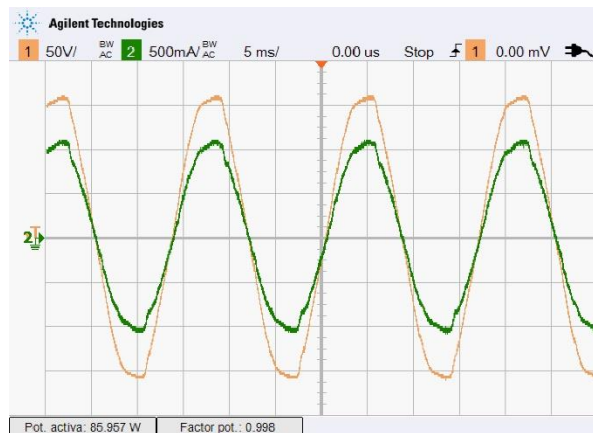 Agilent Technologies
1 50V/ BW AC 2 500mA/ BW AC 5 ms/ 0.00 us Stop 1 0.00 mV
2
Pot. activa: 85.957 W Factor pot.: 0.998